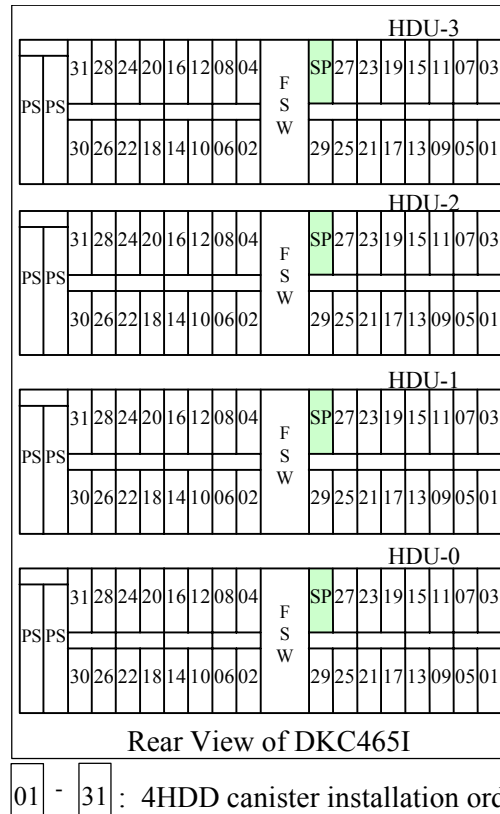 HDU-3
31 28 24 20 16 12 08 04 SP 27 23 19 15 11 07 03
PS PS
F
S
W
30 26 22 18 14 10 06 02 29 25 21 17 13 09 05 01
HDU-2
31 28 24 20 16 12 08 04 SP 27 23 19 15 11 07 03
PS PS
F
S
W
30 26 22 18 14 10 06 02 29 25 21 17 13 09 05 01
HDU-1
31 28 24 20 16 12 08 04 SP 27 23 19 15 11 07 03
PS PS
F
S
W
30 26 22 18 14 10 06 02 29 25 21 17 13 09 05 01
HDU-0
31 28 24 20 16 12 08 04 SP 27 23 19 15 11 07 03
PS PS
F
S
W
30 26 22 18 14 10 06 02 29 25 21 17 13 09 05 01
Rear View of DKC465I
01 - 31 : 4HDD canister installation